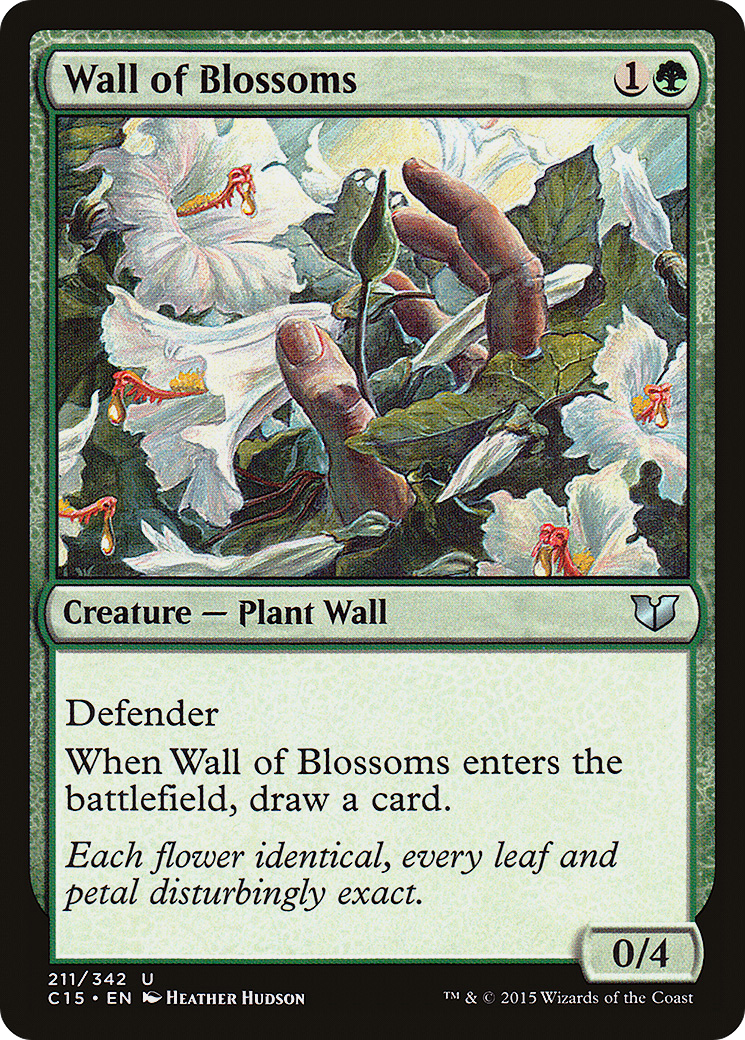 Wall of Blossoms 1
Creature — Plant Wall
Defender
When Wall of Blossoms enters the
battlefield, draw a card.
Each flower identical, every leaf and
petal disturbingly exact.
0/4
211/342 U
C15 • EN Heather Hudson
™ & © 2015 Wizards of the Coast